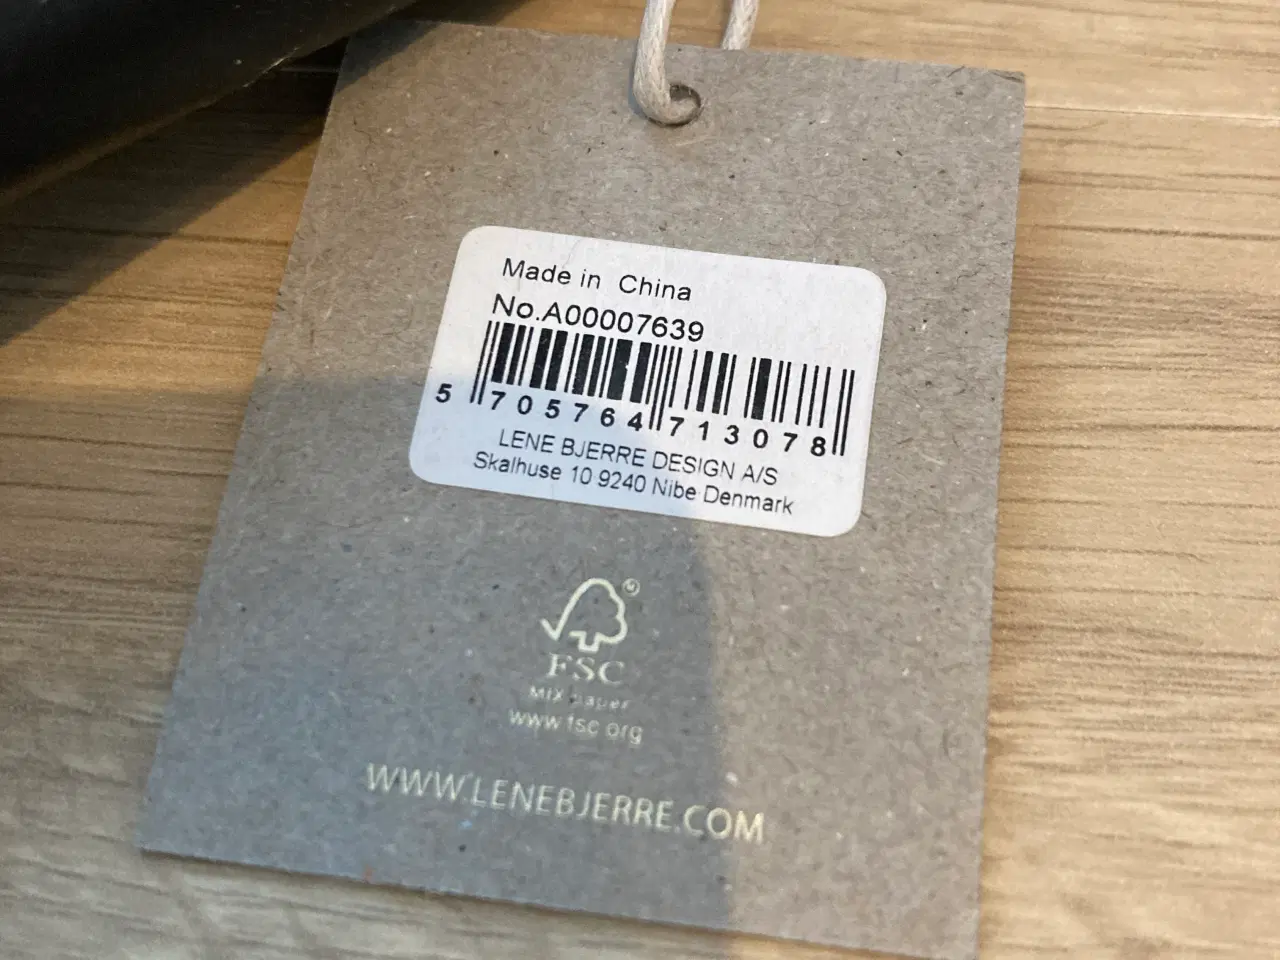 Made in China
No.A00007639
5 705764 713078
LENE BJERRE DESIGN A/S
Skalhuse 10 9240 Nibe Denmark
FSC
Mix paper
www.fsc.org
WWW.LENEBJERRE.COM